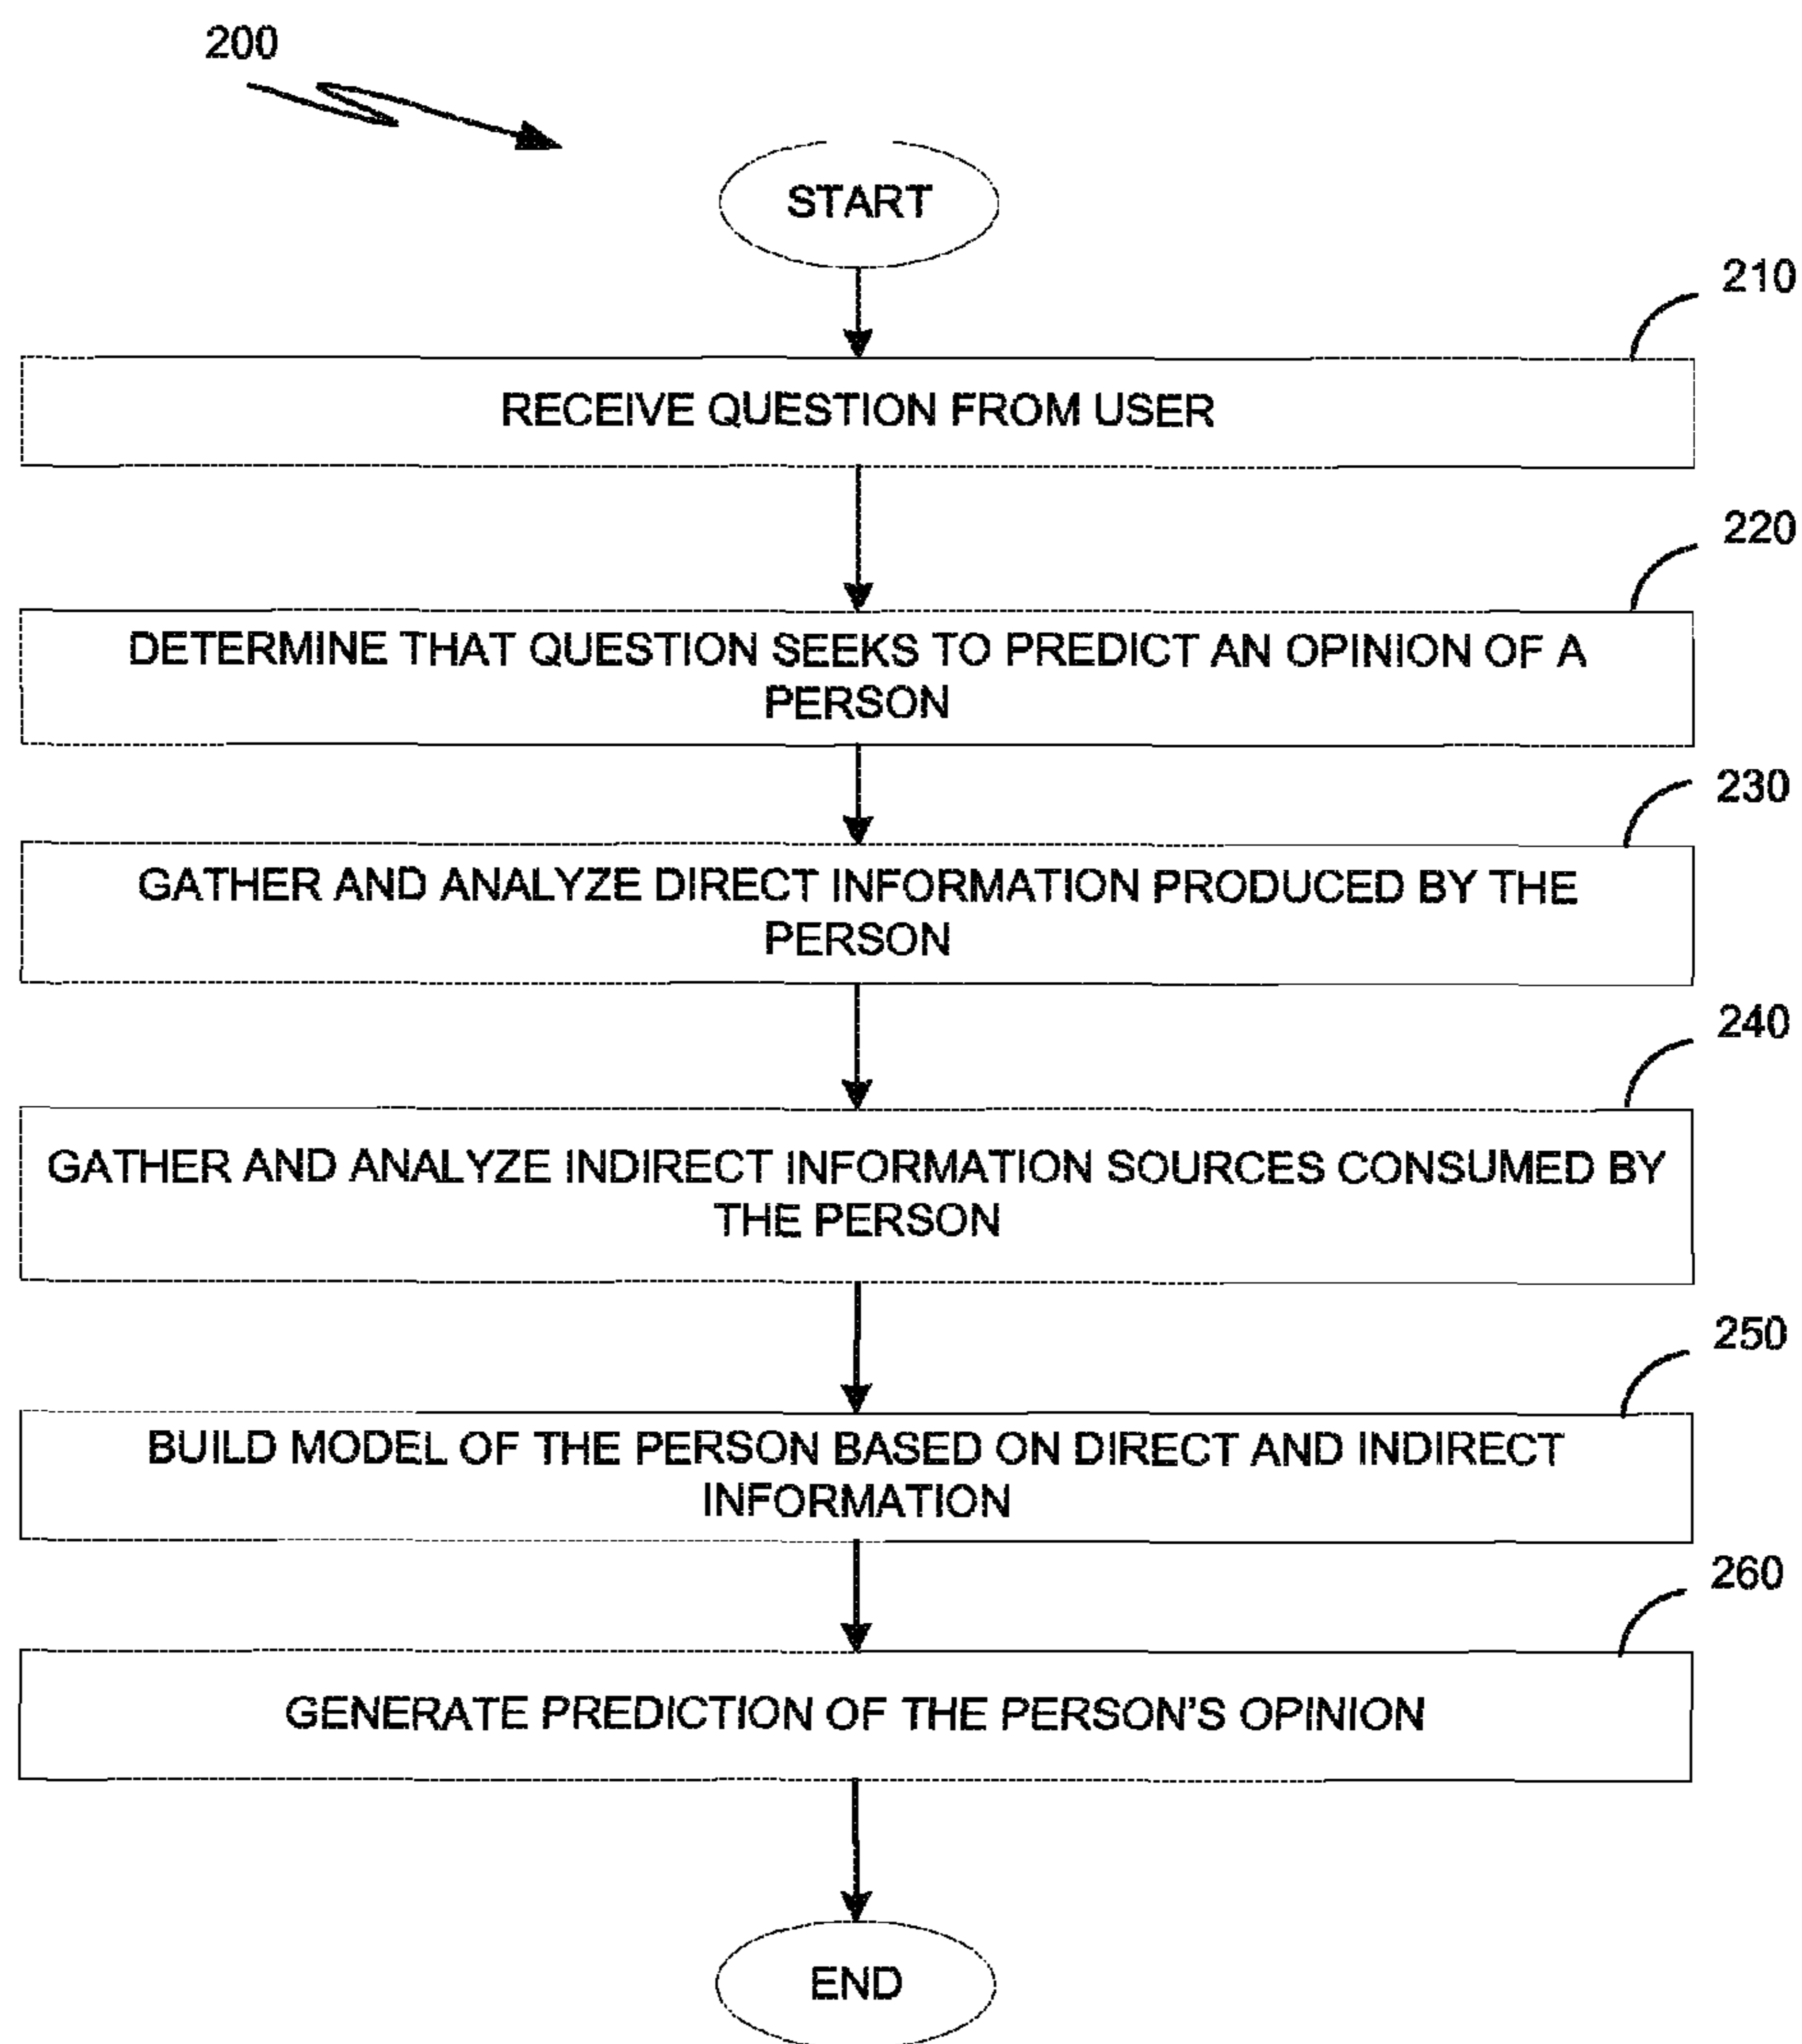 200
START
210
RECEIVE QUESTION FROM USER
220
DETERMINE THAT QUESTION SEEKS TO PREDICT AN OPINION OF A
PERSON
230
GATHER AND ANALYZE DIRECT INFORMATION PRODUCED BY THE
PERSON
240
GATHER AND ANALYZE INDIRECT INFORMATION SOURCES CONSUMED BY
THE PERSON
250
BUILD MODEL OF THE PERSON BASED ON DIRECT AND INDIRECT
INFORMATION
260
GENERATE PREDICTION OF THE PERSON'S OPINION
END